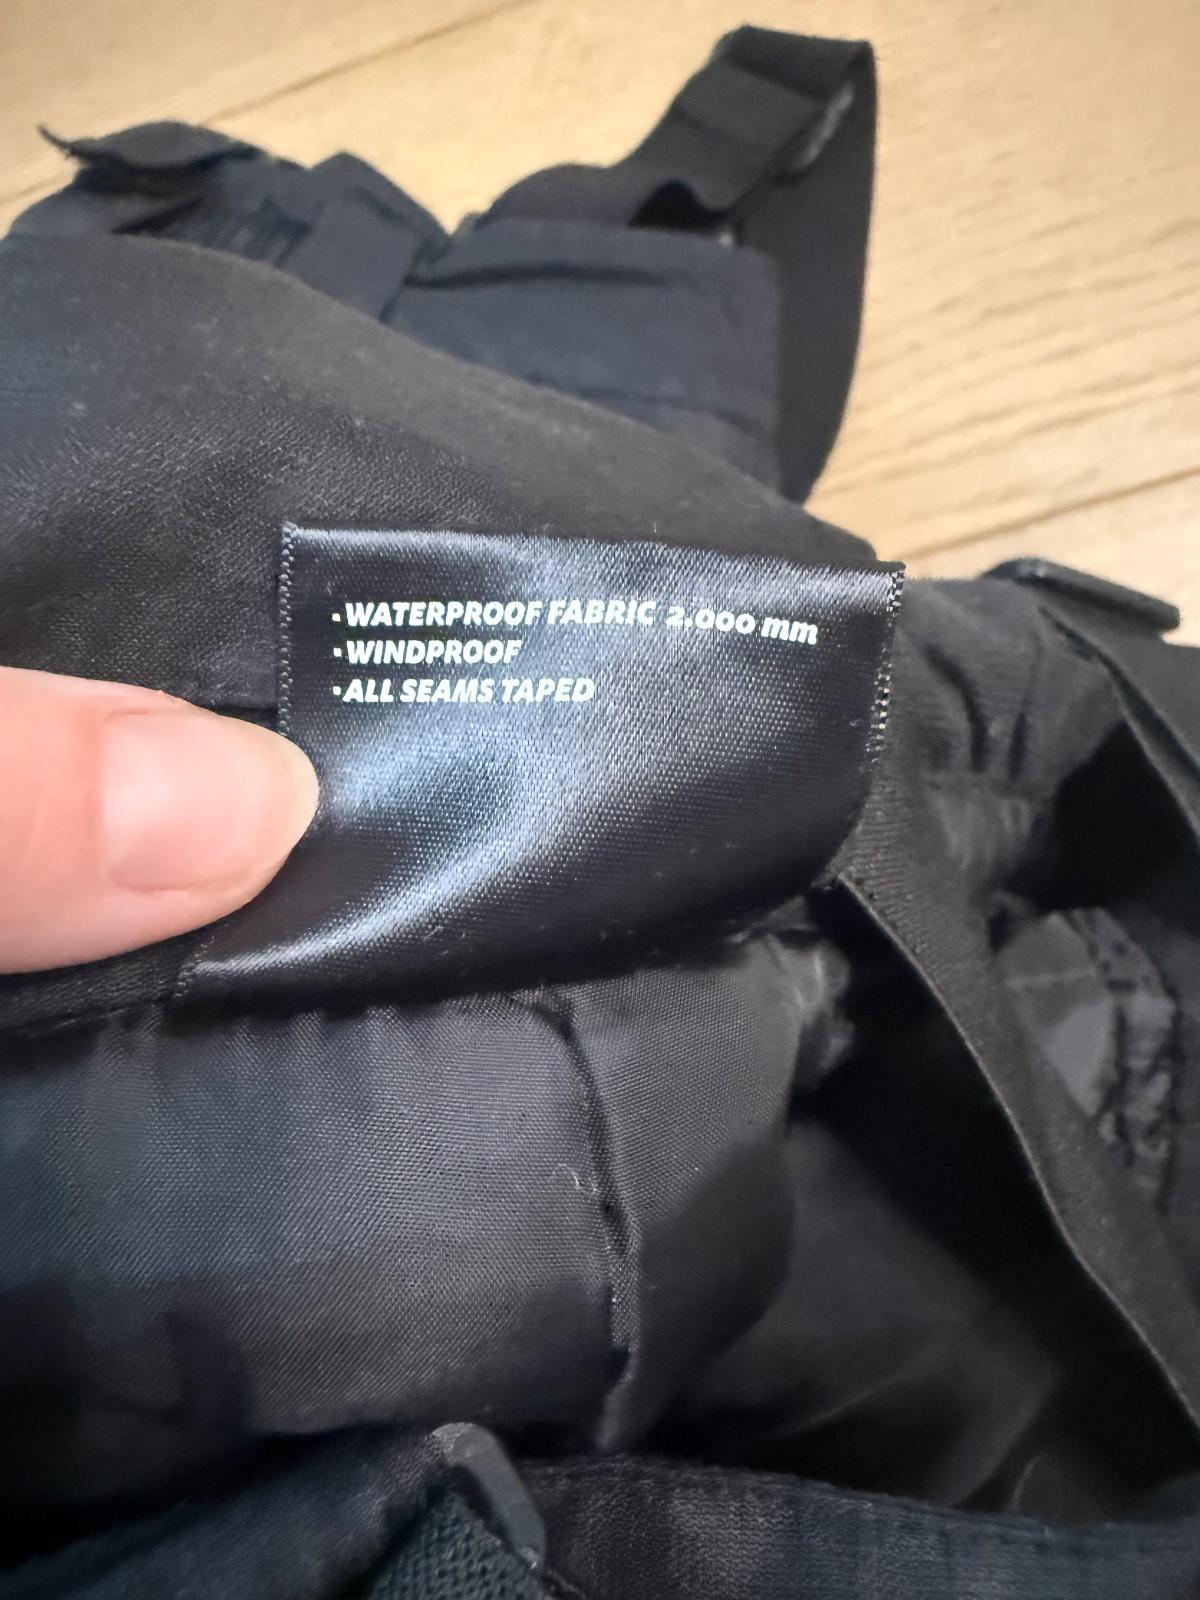 ·WATERPROOF FABRIC 2.000 mm
·WINDPROOF
·ALL SEAMS TAPED